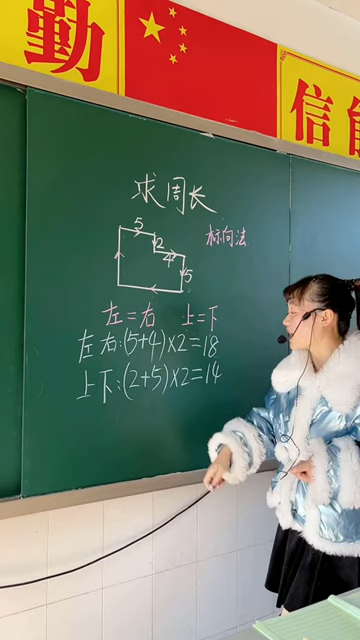 勤
信
求周长
5
2
4
5
标向法
左=右 上=下
左右:(5+4)×2=18
上下:(2+5)×2=14